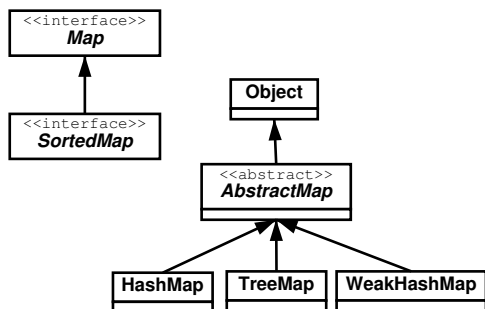 <<interface>>
Map
<<interface>>
SortedMap
Object
<<abstract>>
AbstractMap
HashMap
TreeMap
WeakHashMap